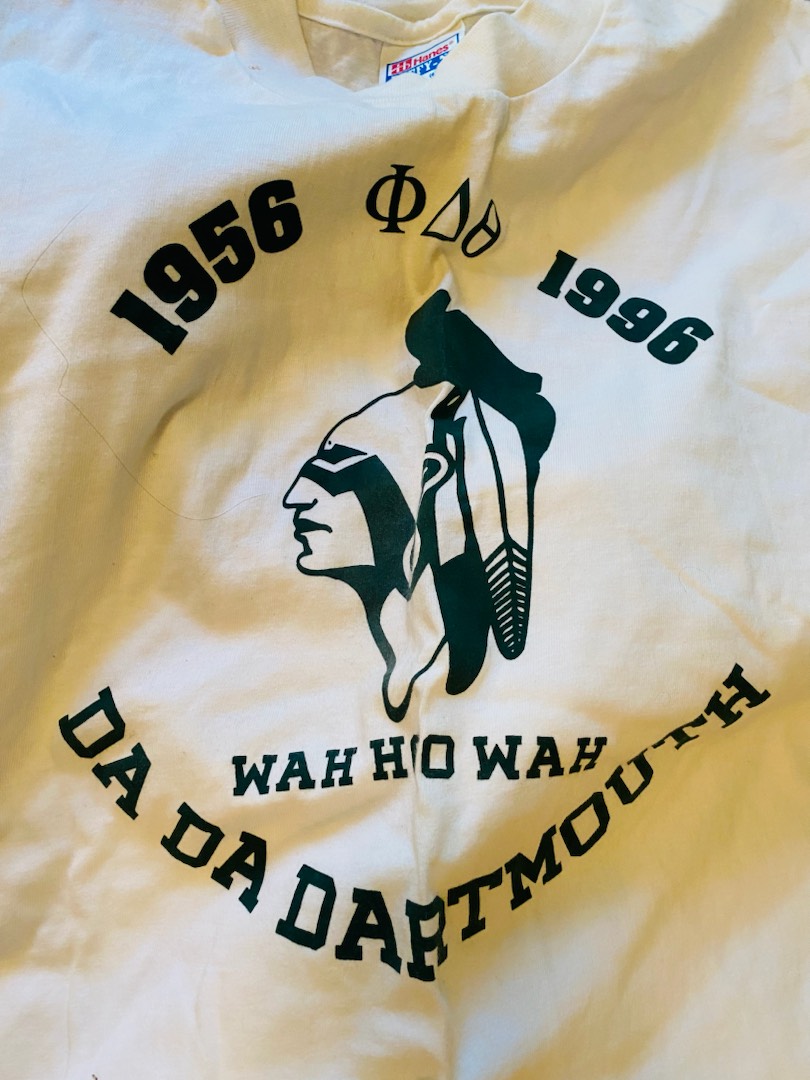 Hanes
1956 ΦΔΘ 1996
WAH HOO WAH
DA DA DARTMOUTH